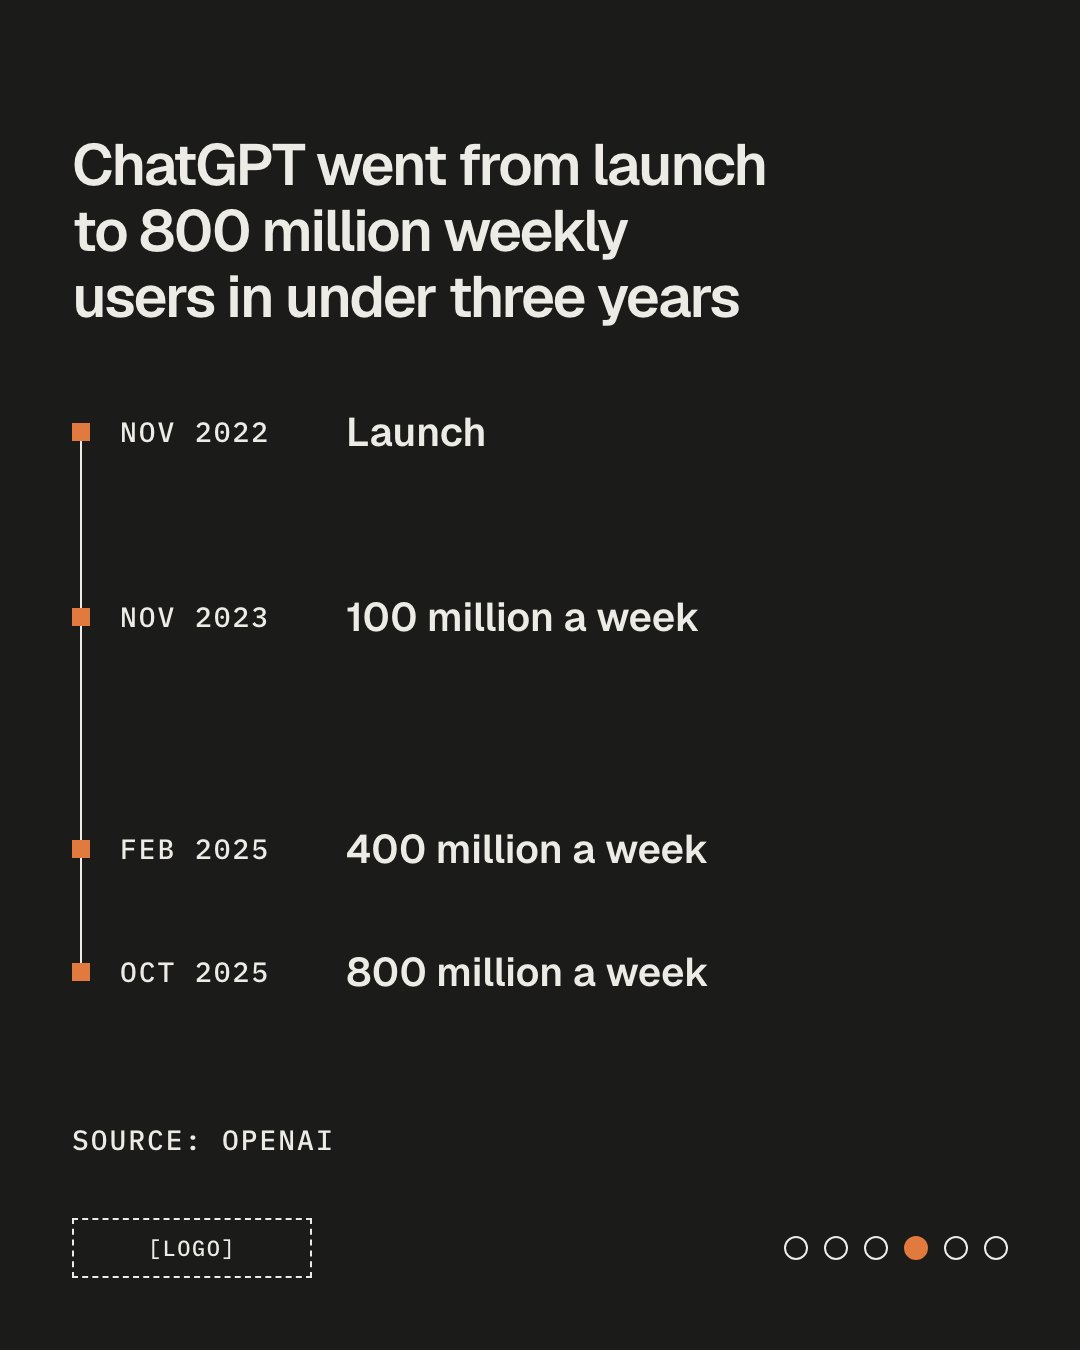 ChatGPT went from launch
to 800 million weekly
users in under three years
NOV 2022 Launch
NOV 2023 100 million a week
FEB 2025 400 million a week
OCT 2025 800 million a week
SOURCE: OPENAI
[LOGO]